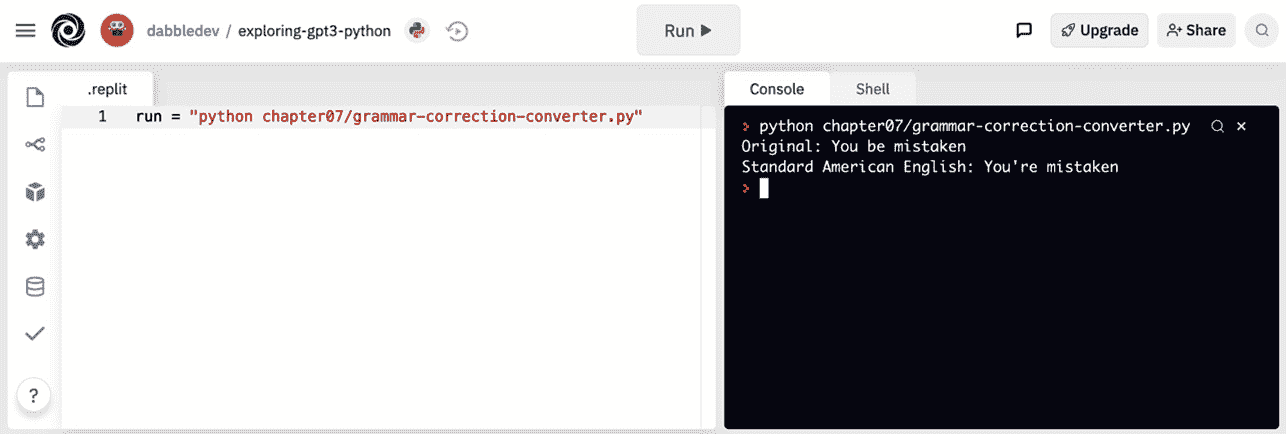 dabbledev / exploring-gpt3-python
Run
Upgrade
Share
.replit
1 run = "python chapter07/grammar-correction-converter.py"
?
Console Shell
> python chapter07/grammar-correction-converter.py
Original: You be mistaken
Standard American English: You're mistaken
>